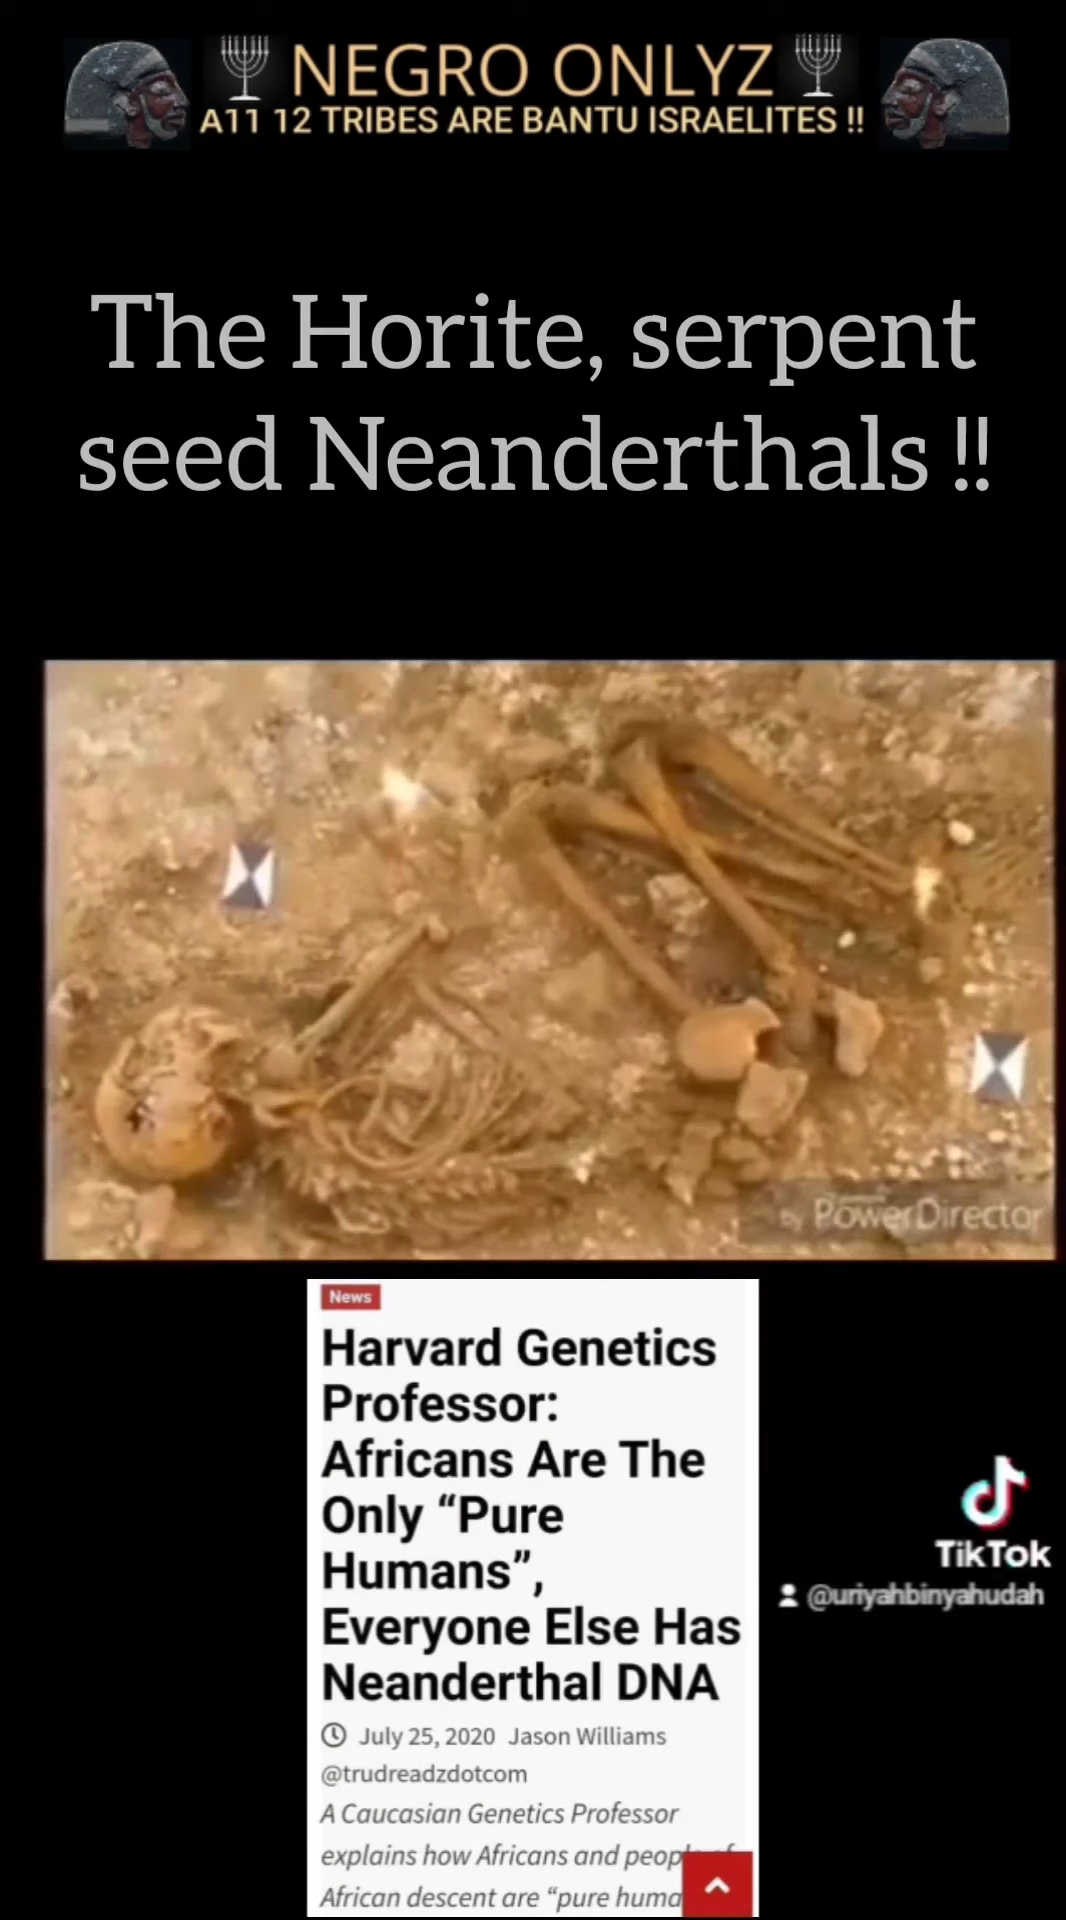 NEGRO ONLYZ
A11 12 TRIBES ARE BANTU ISRAELITES !!
The Horite, serpent
seed Neanderthals !!
by PowerDirector
News
Harvard Genetics
Professor:
Africans Are The
Only “Pure
Humans”,
Everyone Else Has
Neanderthal DNA
July 25, 2020 Jason Williams
@trudreadzdotcom
A Caucasian Genetics Professor
explains how Africans and
African descent are “pure
TikTok
@uriyahbinyahudah